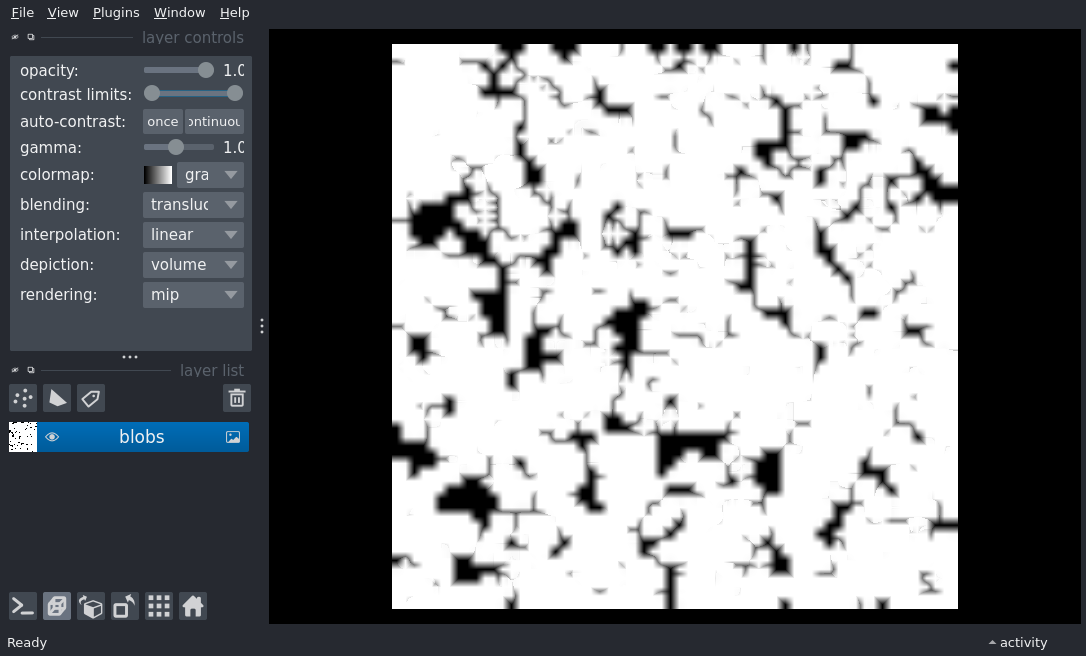 File View Plugins Window Help
layer controls
opacity: 1.0
contrast limits:
auto-contrast: once ontinuou
gamma: 1.0
colormap: gra
blending: transluc
interpolation: linear
depiction: volume
rendering: mip
layer list
blobs
Ready
activity